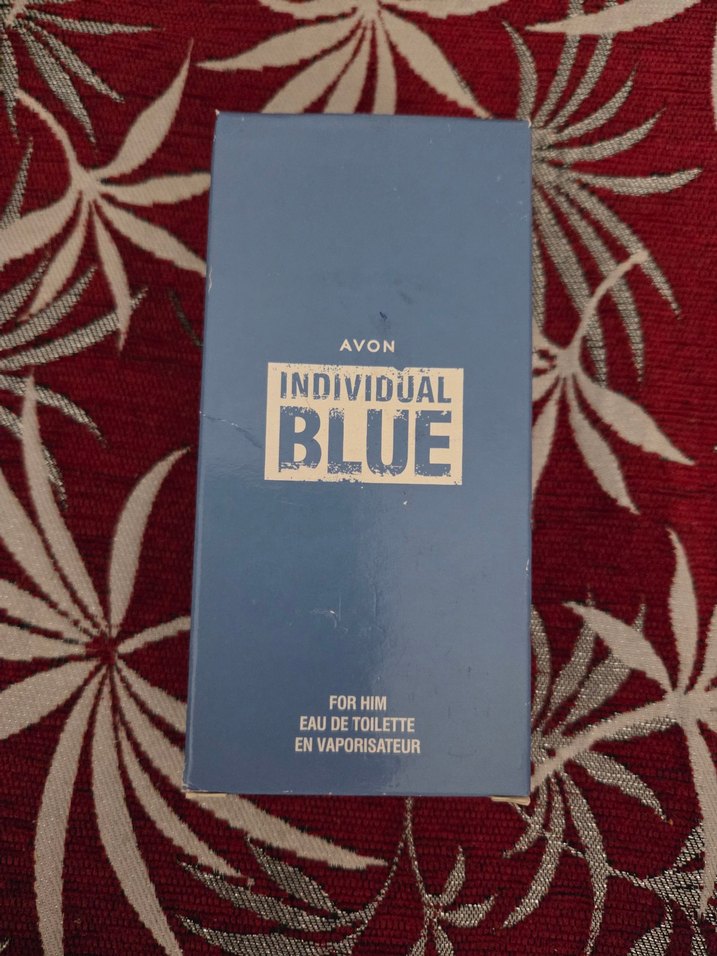 AVON
INDIVIDUAL
BLUE
FOR HIM
EAU DE TOILETTE
EN VAPORISATEUR